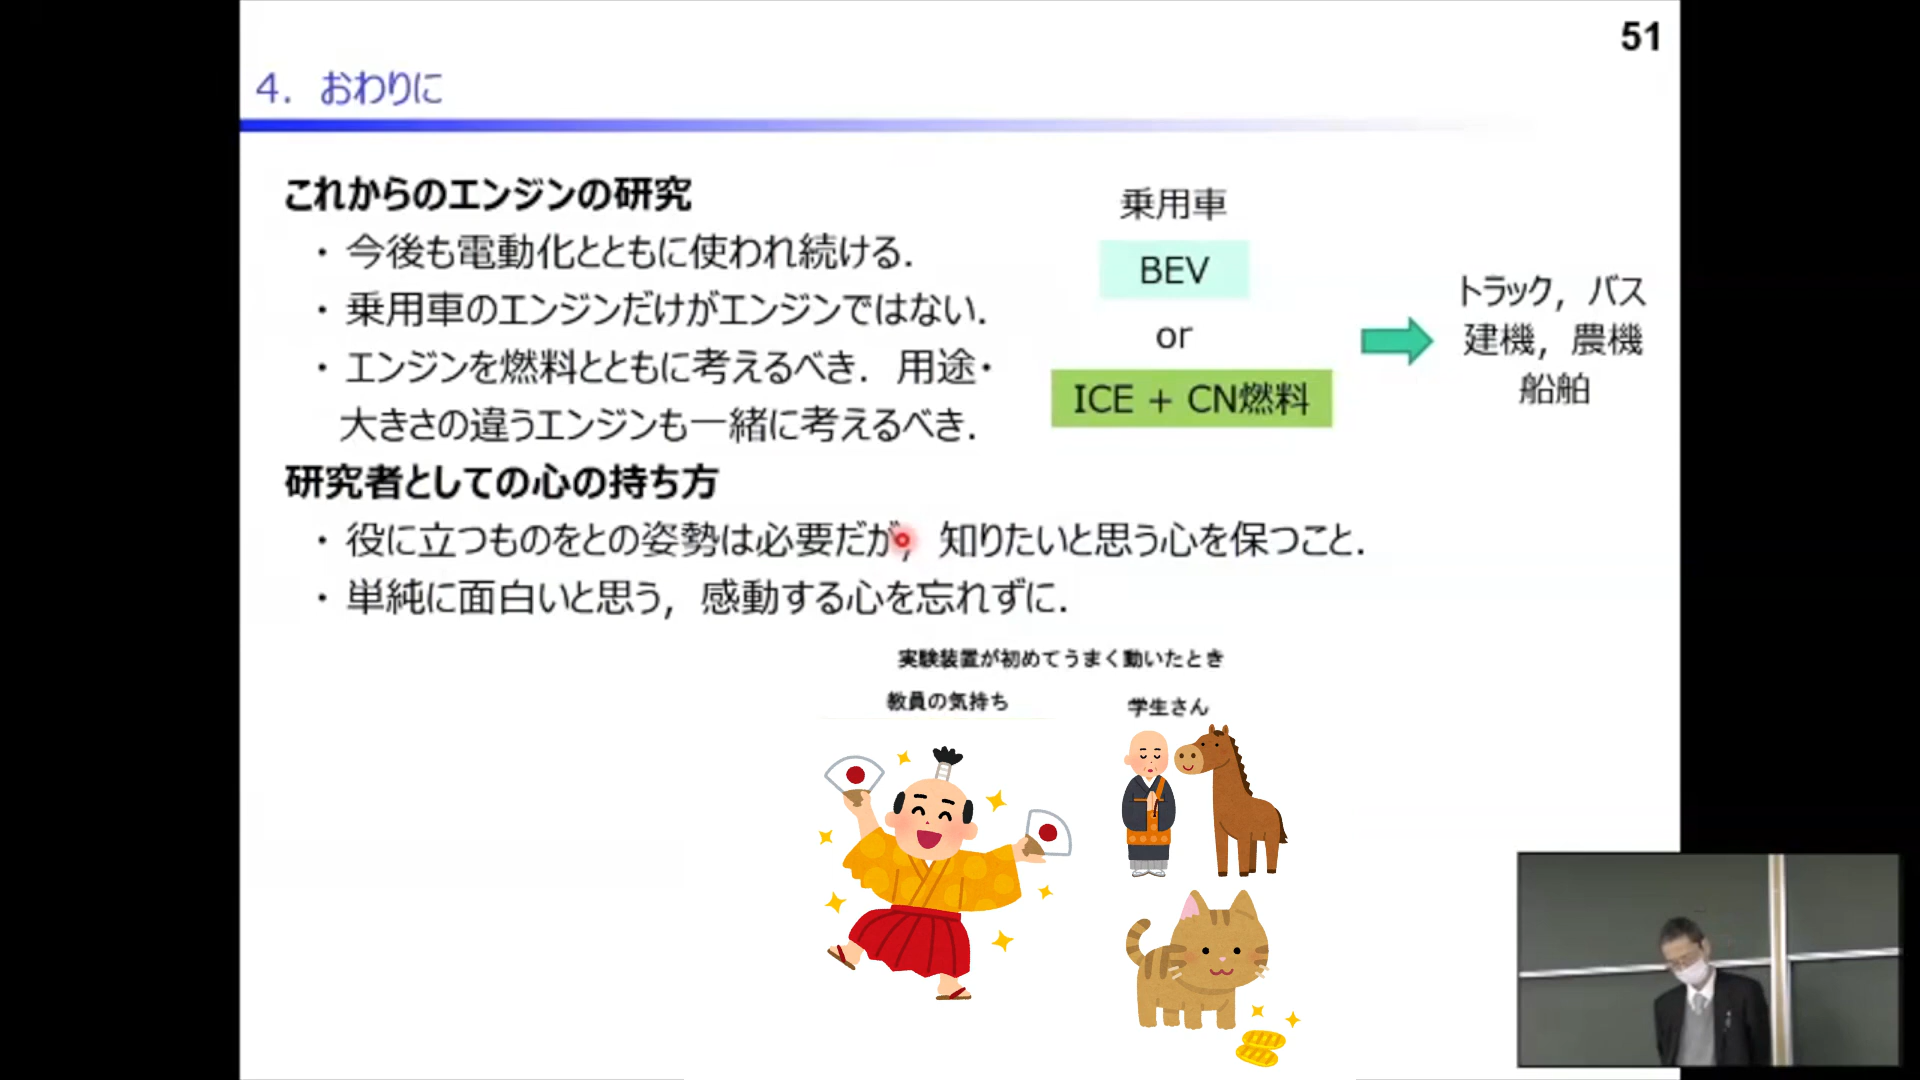 51
4. おわりに
これからのエンジンの研究
・ 今後も電動化とともに使われ続ける.
・ 乗用車のエンジンだけがエンジンではない.
・ エンジンを燃料とともに考えるべき. 用途・
大きさの違うエンジンも一緒に考えるべき.
乗用車
BEV
or
ICE + CN燃料
トラック, バス
建機, 農機
船舶
研究者としての心の持ち方
・ 役に立つものをとの姿勢は必要だが, 知りたいと思う心を保つこと.
・ 単純に面白いと思う, 感動する心を忘れずに.
実験装置が初めてうまく動いたとき
教員の気持ち
学生さん